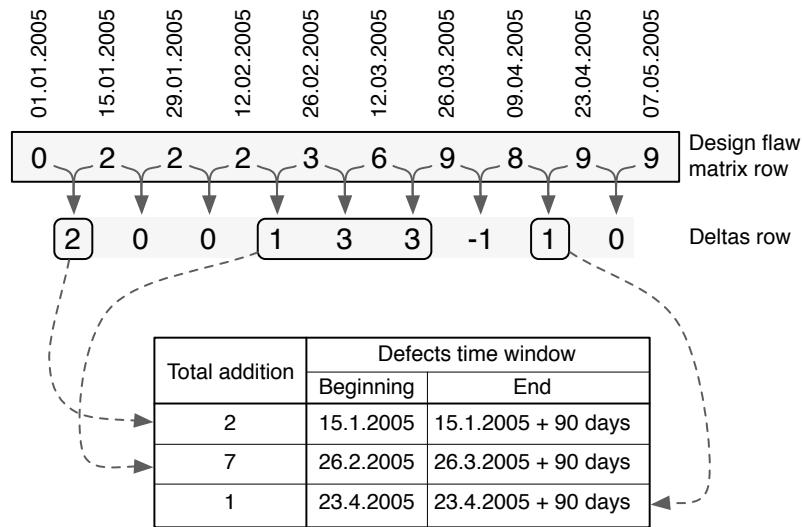 01.01.2005 15.01.2005 29.01.2005 12.02.2005 26.02.2005 12.03.2005 26.03.2005 09.04.2005 23.04.2005 07.05.2005
0 2 2 2 3 6 9 8 9 9
Design flaw
matrix row
2 0 0 1 3 3 -1 1 0 Deltas row
Total addition Defects time window
Beginning End
2 15.1.2005 15.1.2005 + 90 days
7 26.2.2005 26.3.2005 + 90 days
1 23.4.2005 23.4.2005 + 90 days